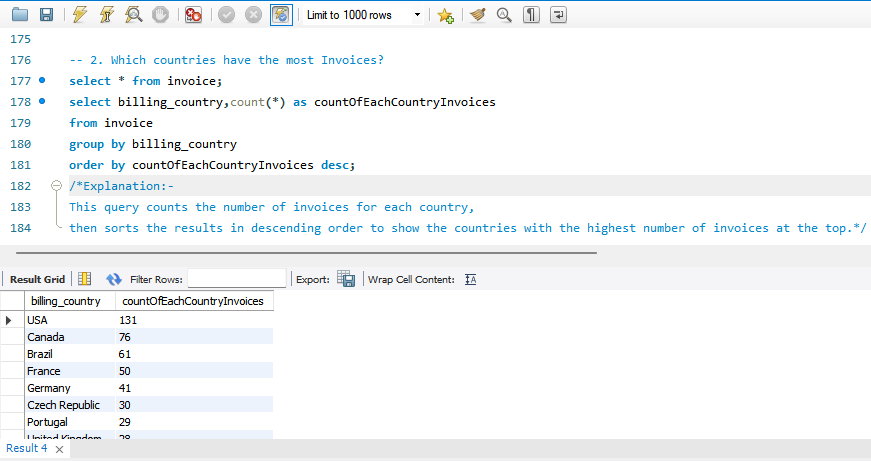 Limit to 1000 rows
175
176 -- 2. Which countries have the most Invoices?
177 select * from invoice;
178 select billing_country,count(*) as countOfEachCountryInvoices
179 from invoice
180 group by billing_country
181 order by countOfEachCountryInvoices desc;
182 /*Explanation:-
183 This query counts the number of invoices for each country,
184 then sorts the results in descending order to show the countries with the highest number of invoices at the top.*/
Result Grid Filter Rows: Export: Wrap Cell Content:
billing_country countOfEachCountryInvoices
USA 131
Canada 76
Brazil 61
France 50
Germany 41
Czech Republic 30
Portugal 29
United Kingdom 28
Result 4